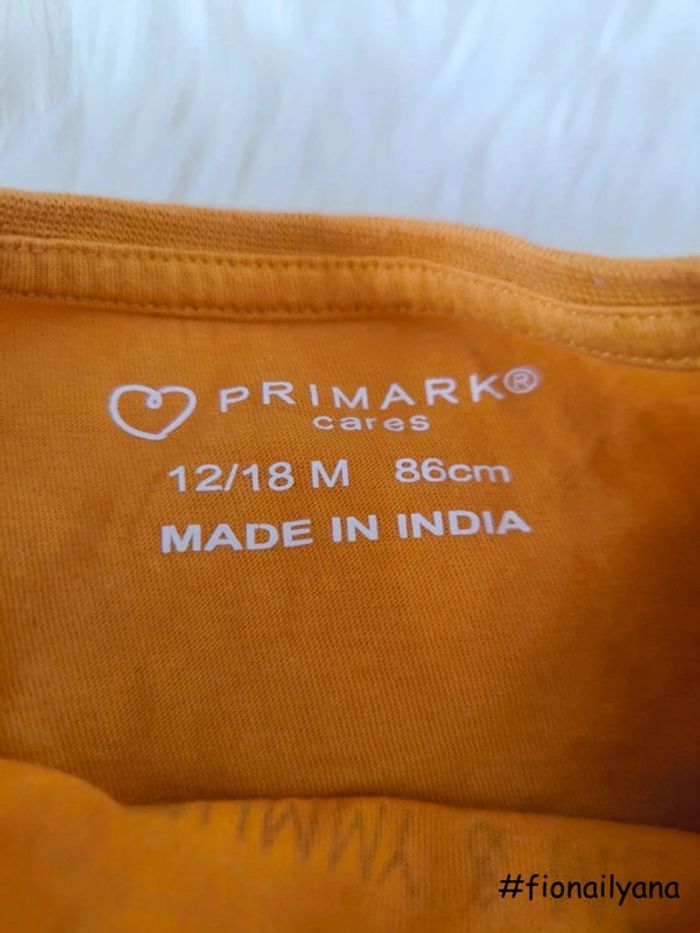 PRIMARK®
cares
12/18 M 86cm
MADE IN INDIA
#fionailyana